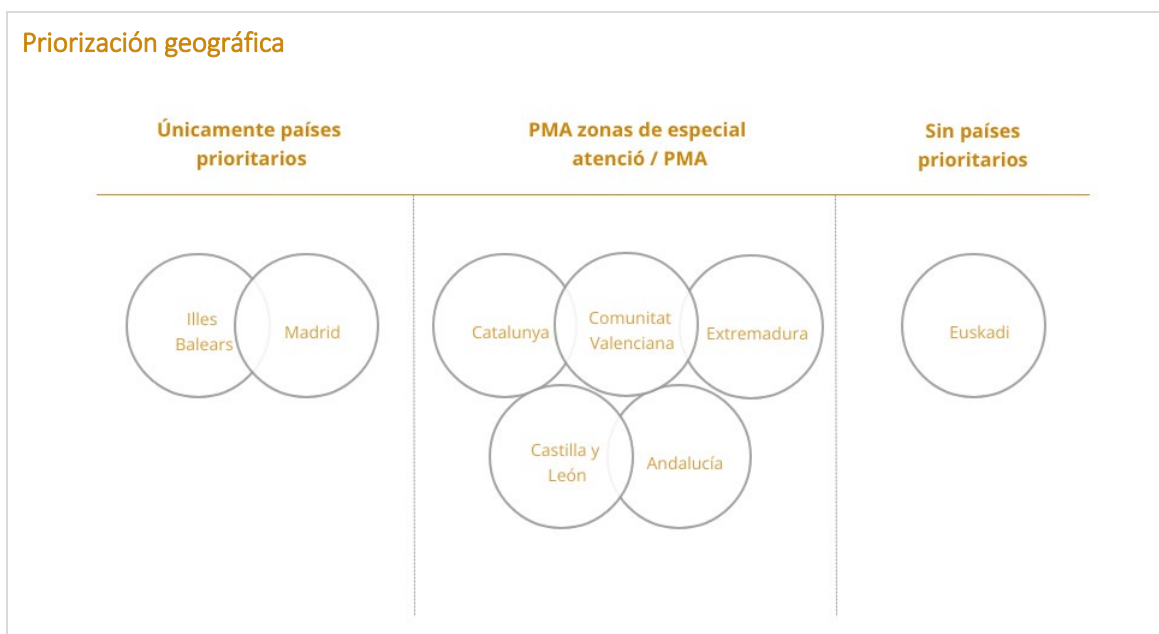 Priorización geográfica
Únicamente países
prioritarios
PMA zonas de especial
atenció / PMA
Sin países
prioritarios
Illes
Balears
Madrid
Catalunya
Comunitat
Valenciana
Extremadura
Euskadi
Castilla y
León
Andalucía